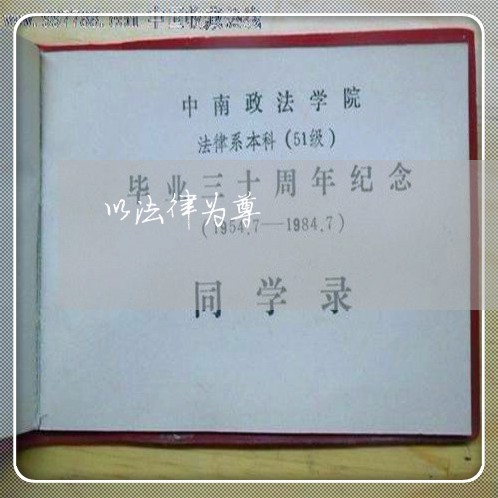 中南政法学院
法律系本科(51级)
毕业三十周年纪念
以法律为尊
(1954.7—1984.7)
同学录